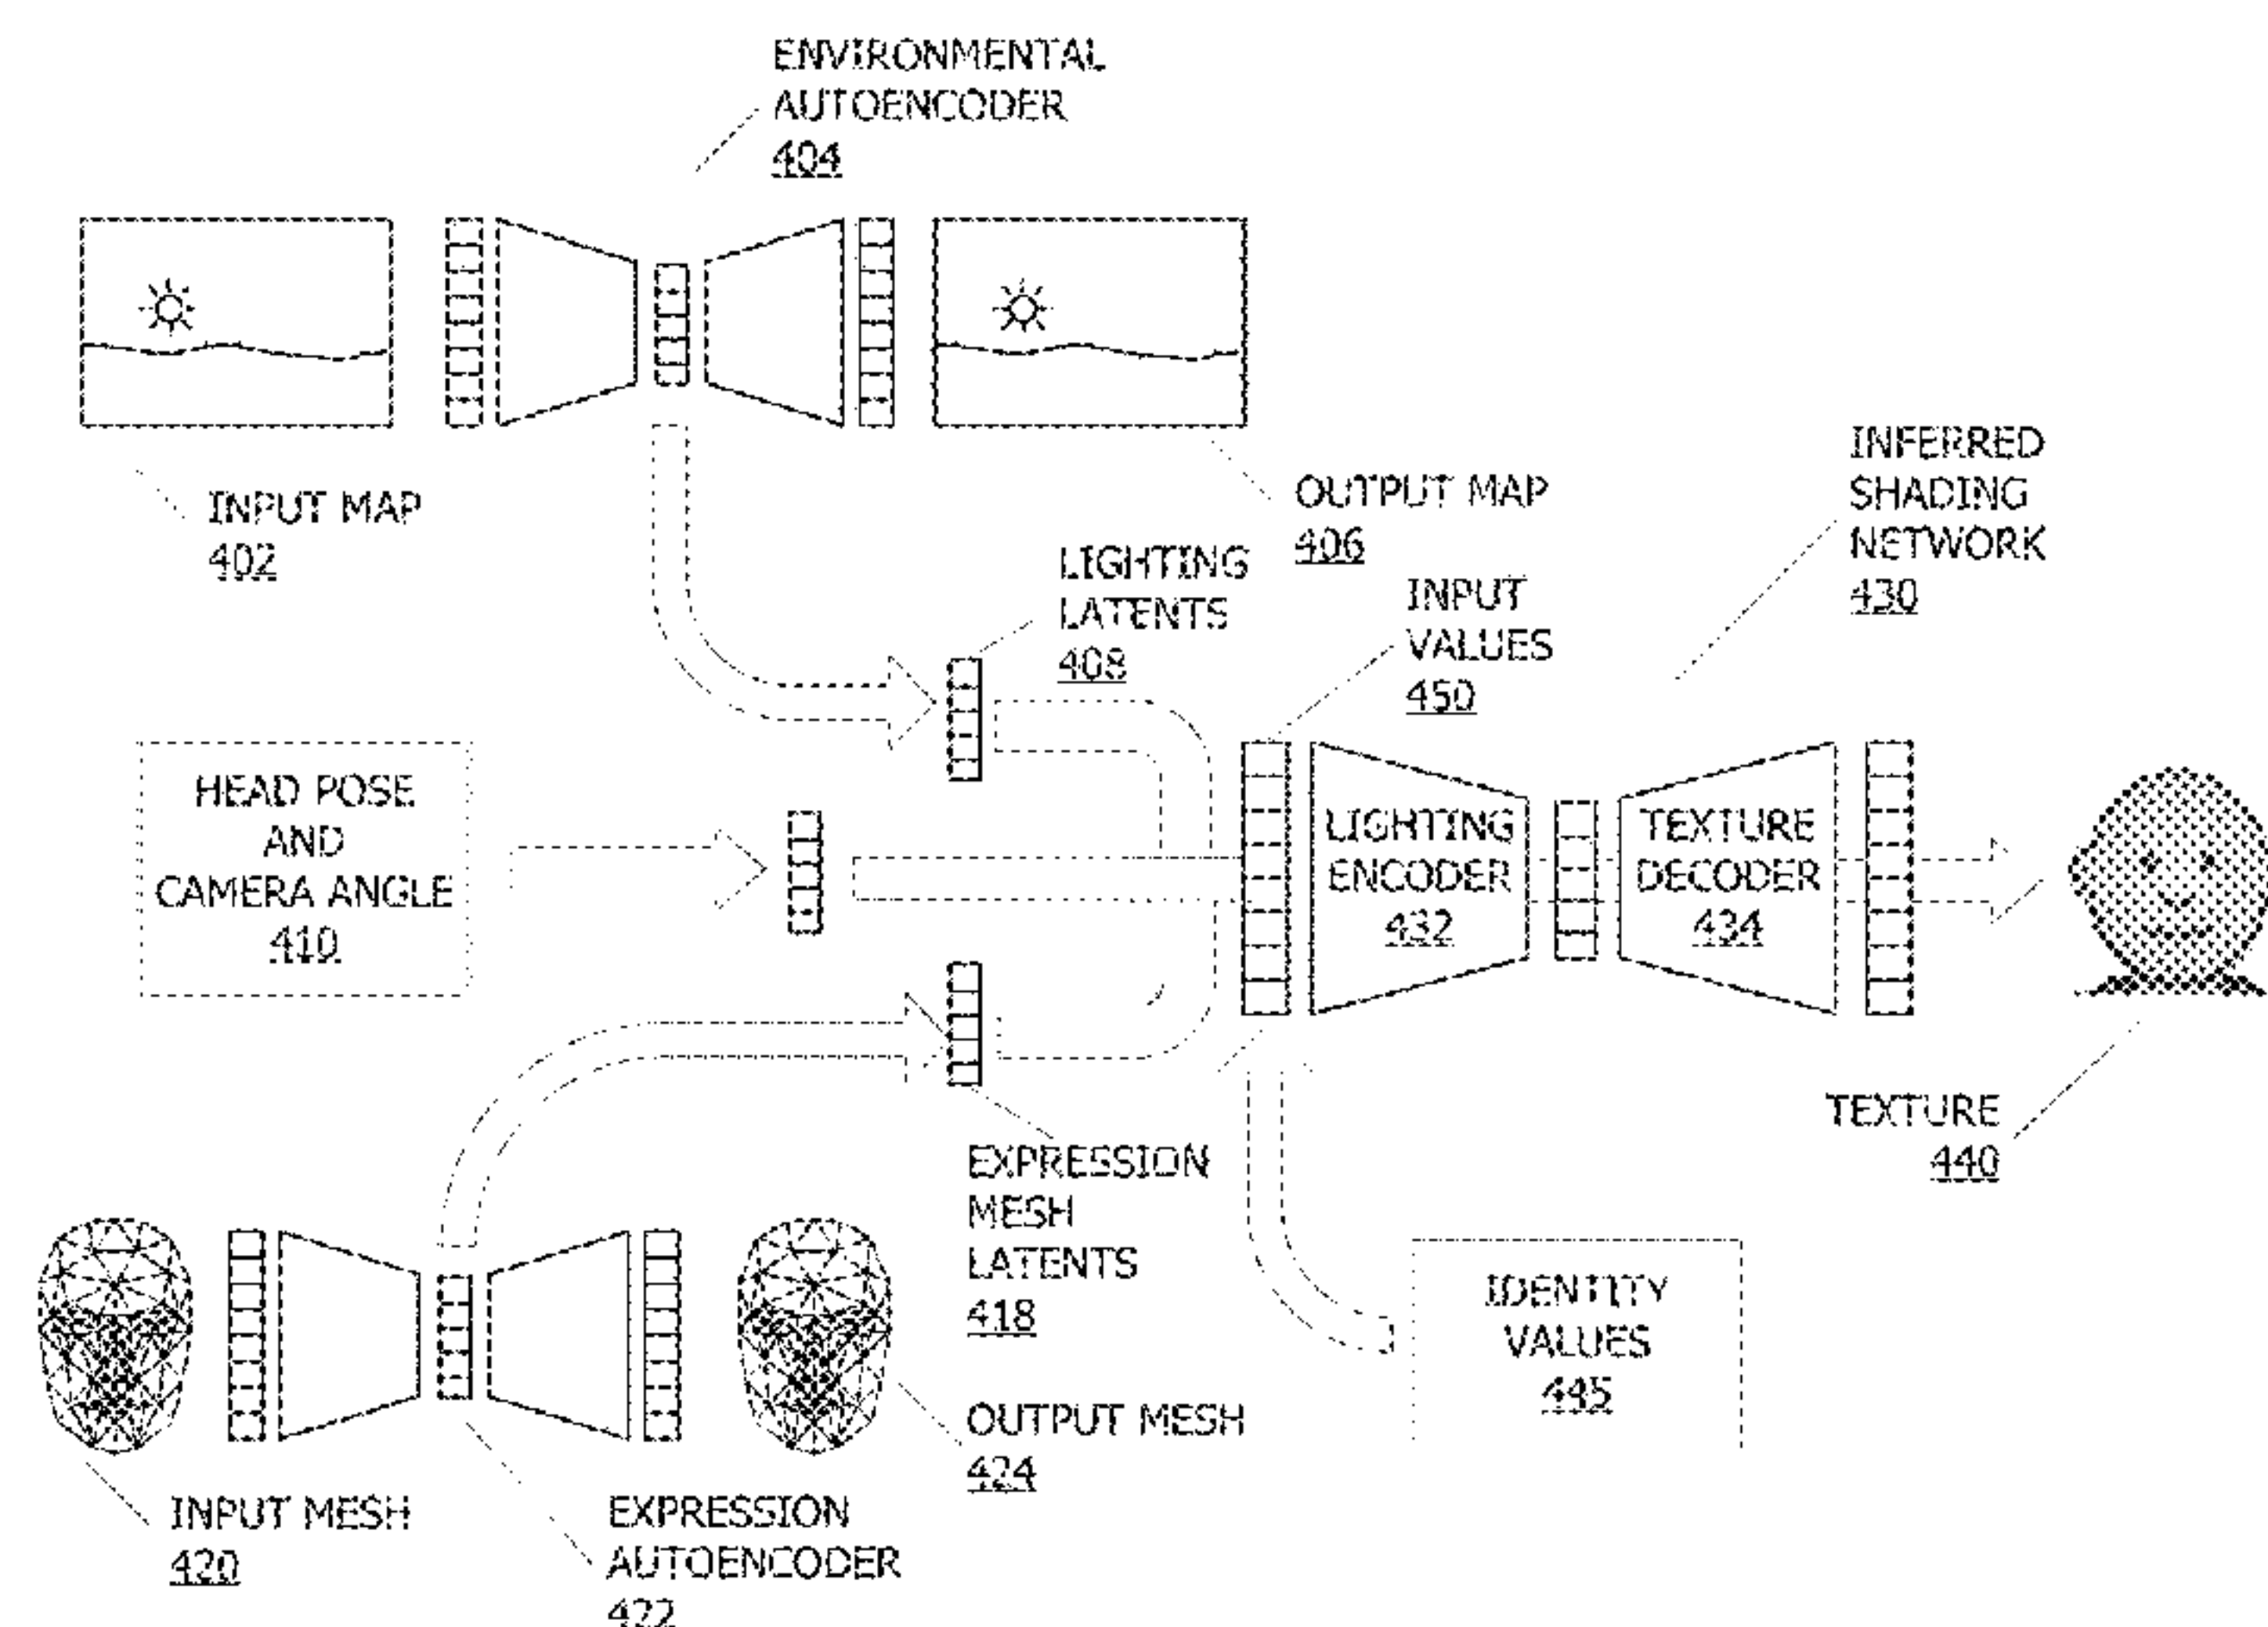 ENVIRONMENTAL
AUTOENCODER
404
INPUT MAP
402
OUTPUT MAP
406
INFERRED
SHADING
NETWORK
430
LIGHTING
LATENTS
408
INPUT
VALUES
450
HEAD POSE
AND
CAMERA ANGLE
410
LIGHTING
ENCODER
432
TEXTURE
DECODER
434
TEXTURE
440
EXPRESSION
MESH
LATENTS
418
IDENTITY
VALUES
445
OUTPUT MESH
424
INPUT MESH
420
EXPRESSION
AUTOENCODER
422